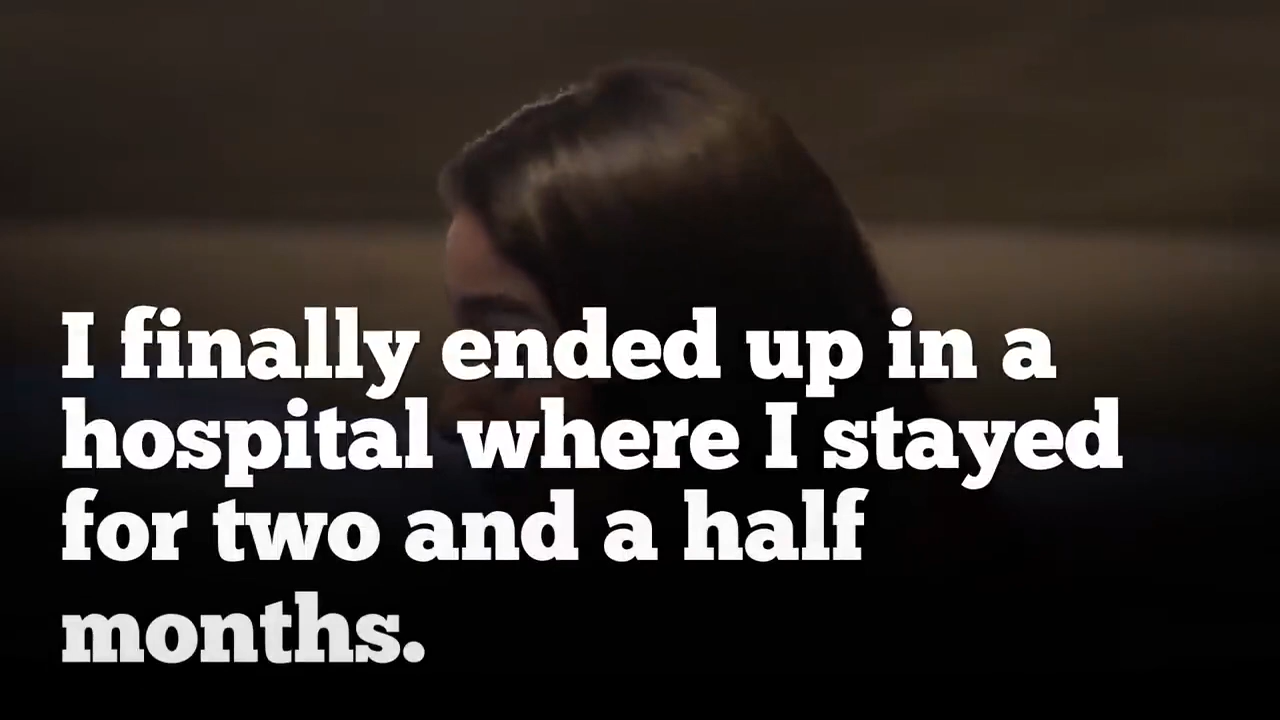 I finally ended up in a
hospital where I stayed
for two and a half
months.